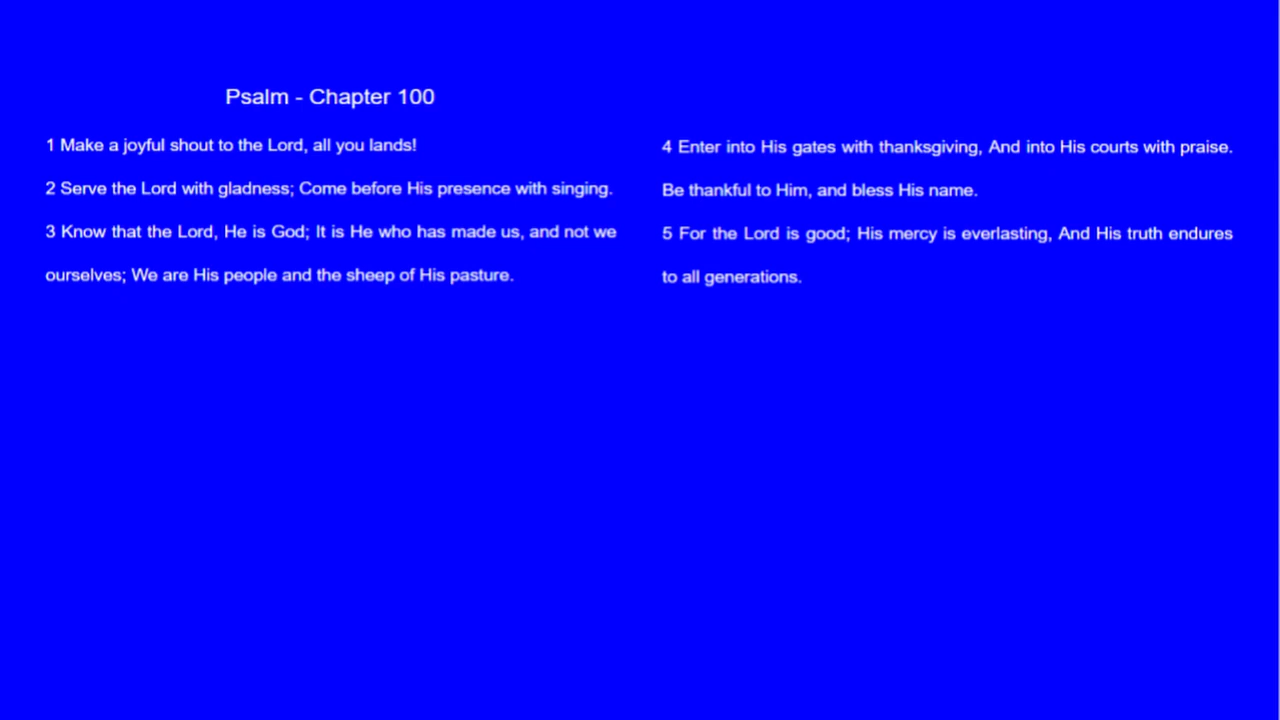 Psalm - Chapter 100
1 Make a joyful shout to the Lord, all you lands!
2 Serve the Lord with gladness; Come before His presence with singing.
3 Know that the Lord, He is God; It is He who has made us, and not we
ourselves; We are His people and the sheep of His pasture.
4 Enter into His gates with thanksgiving, And into His courts with praise.
Be thankful to Him, and bless His name.
5 For the Lord is good; His mercy is everlasting, And His truth endures
to all generations.